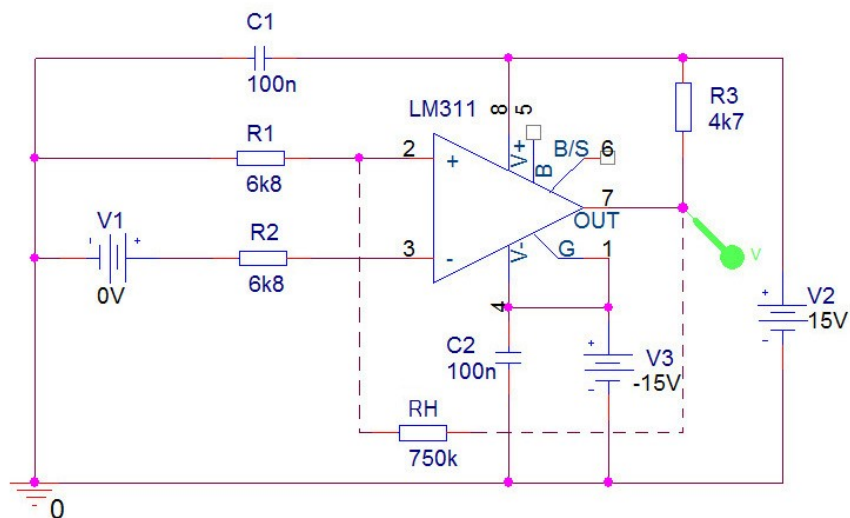 C1
100n
LM311
8
5
R3
4k7
R1
6k8
2
+
V+
B
B/S
6
7
OUT
V1
- +
0V
R2
6k8
3
-
V-
G
1
4
V
C2
100n
+
V3
-15V
-
+
V2
15V
-
RH
750k
0